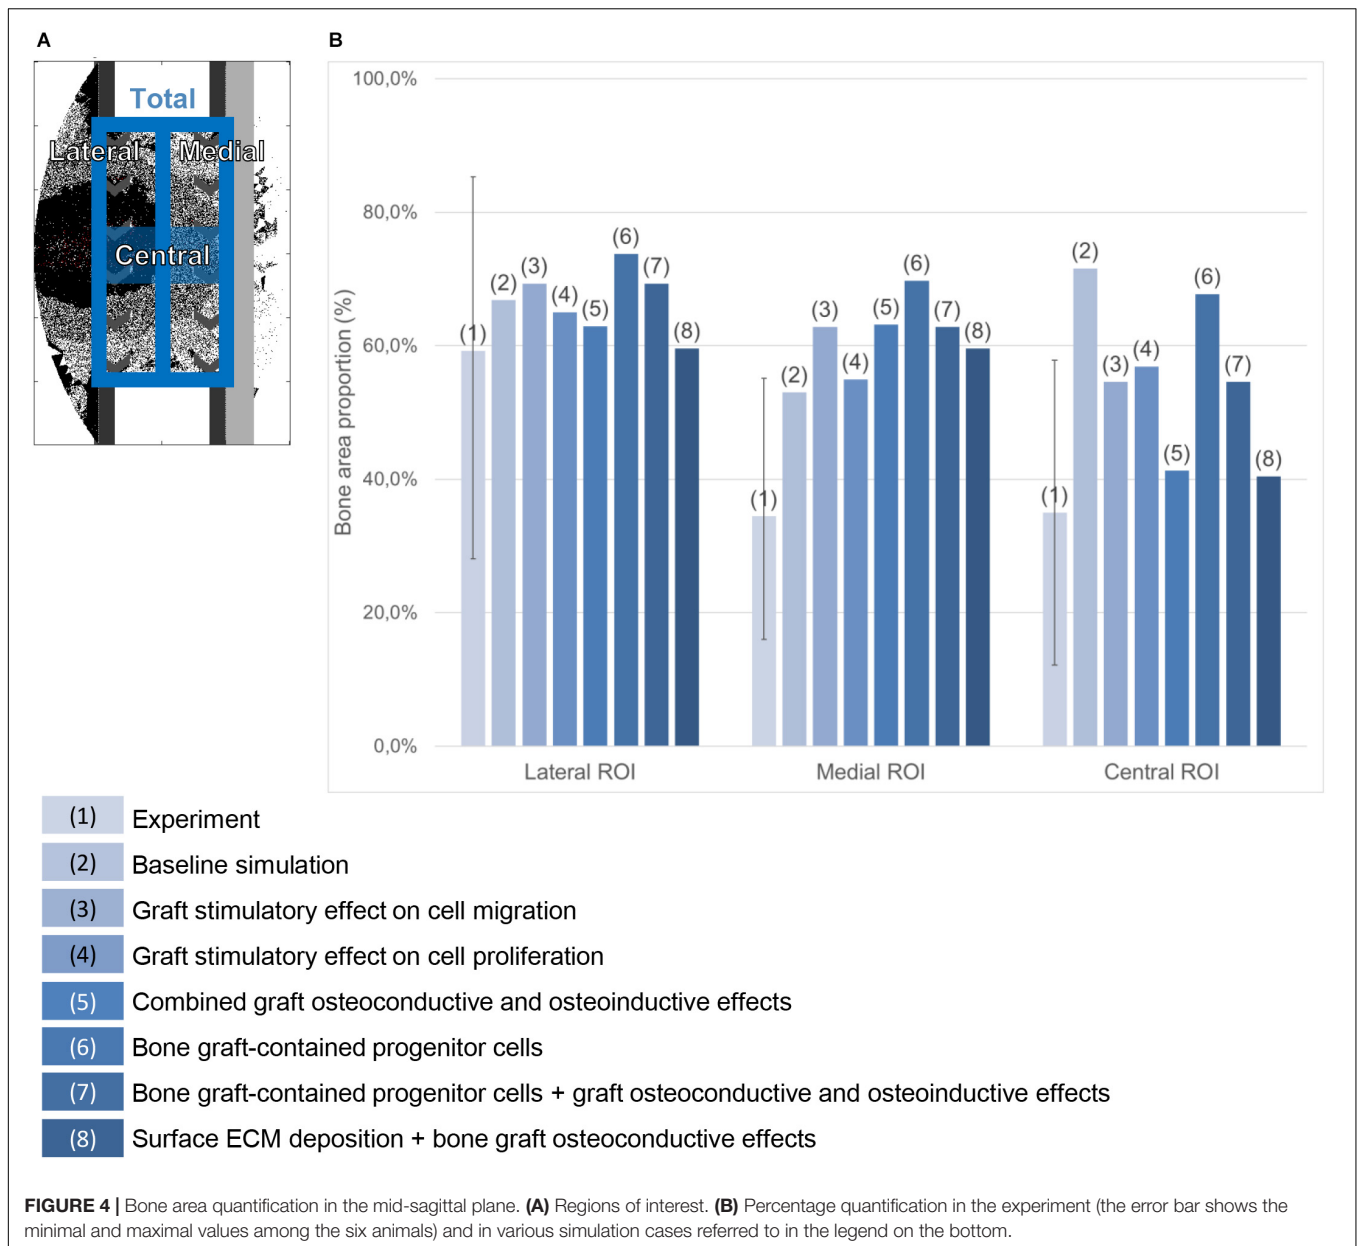 A
B
Total
Lateral
Medial
Central
Bone area proportion (%)
100,0%
80,0%
60,0%
40,0%
20,0%
0,0%
(1)
(2)
(3)
(4)
(5)
(6)
(7)
(8)
(1)
(2)
(3)
(4)
(5)
(6)
(7)
(8)
(1)
(2)
(3)
(4)
(5)
(6)
(7)
(8)
Lateral ROI
Medial ROI
Central ROI
(1) Experiment
(2) Baseline simulation
(3) Graft stimulatory effect on cell migration
(4) Graft stimulatory effect on cell proliferation
(5) Combined graft osteoconductive and osteoinductive effects
(6) Bone graft-contained progenitor cells
(7) Bone graft-contained progenitor cells + graft osteoconductive and osteoinductive effects
(8) Surface ECM deposition + bone graft osteoconductive effects
FIGURE 4 | Bone area quantification in the mid-sagittal plane. (A) Regions of interest. (B) Percentage quantification in the experiment (the error bar shows the
minimal and maximal values among the six animals) and in various simulation cases referred to in the legend on the bottom.